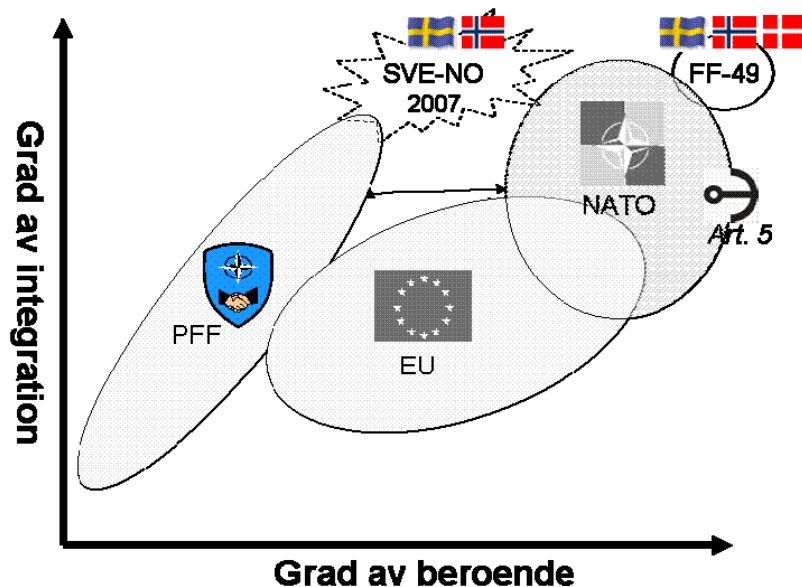 Grad av integration
SVE-NO
2007
FF-49
NATO
Art. 5
PFF
EU
Grad av beroende